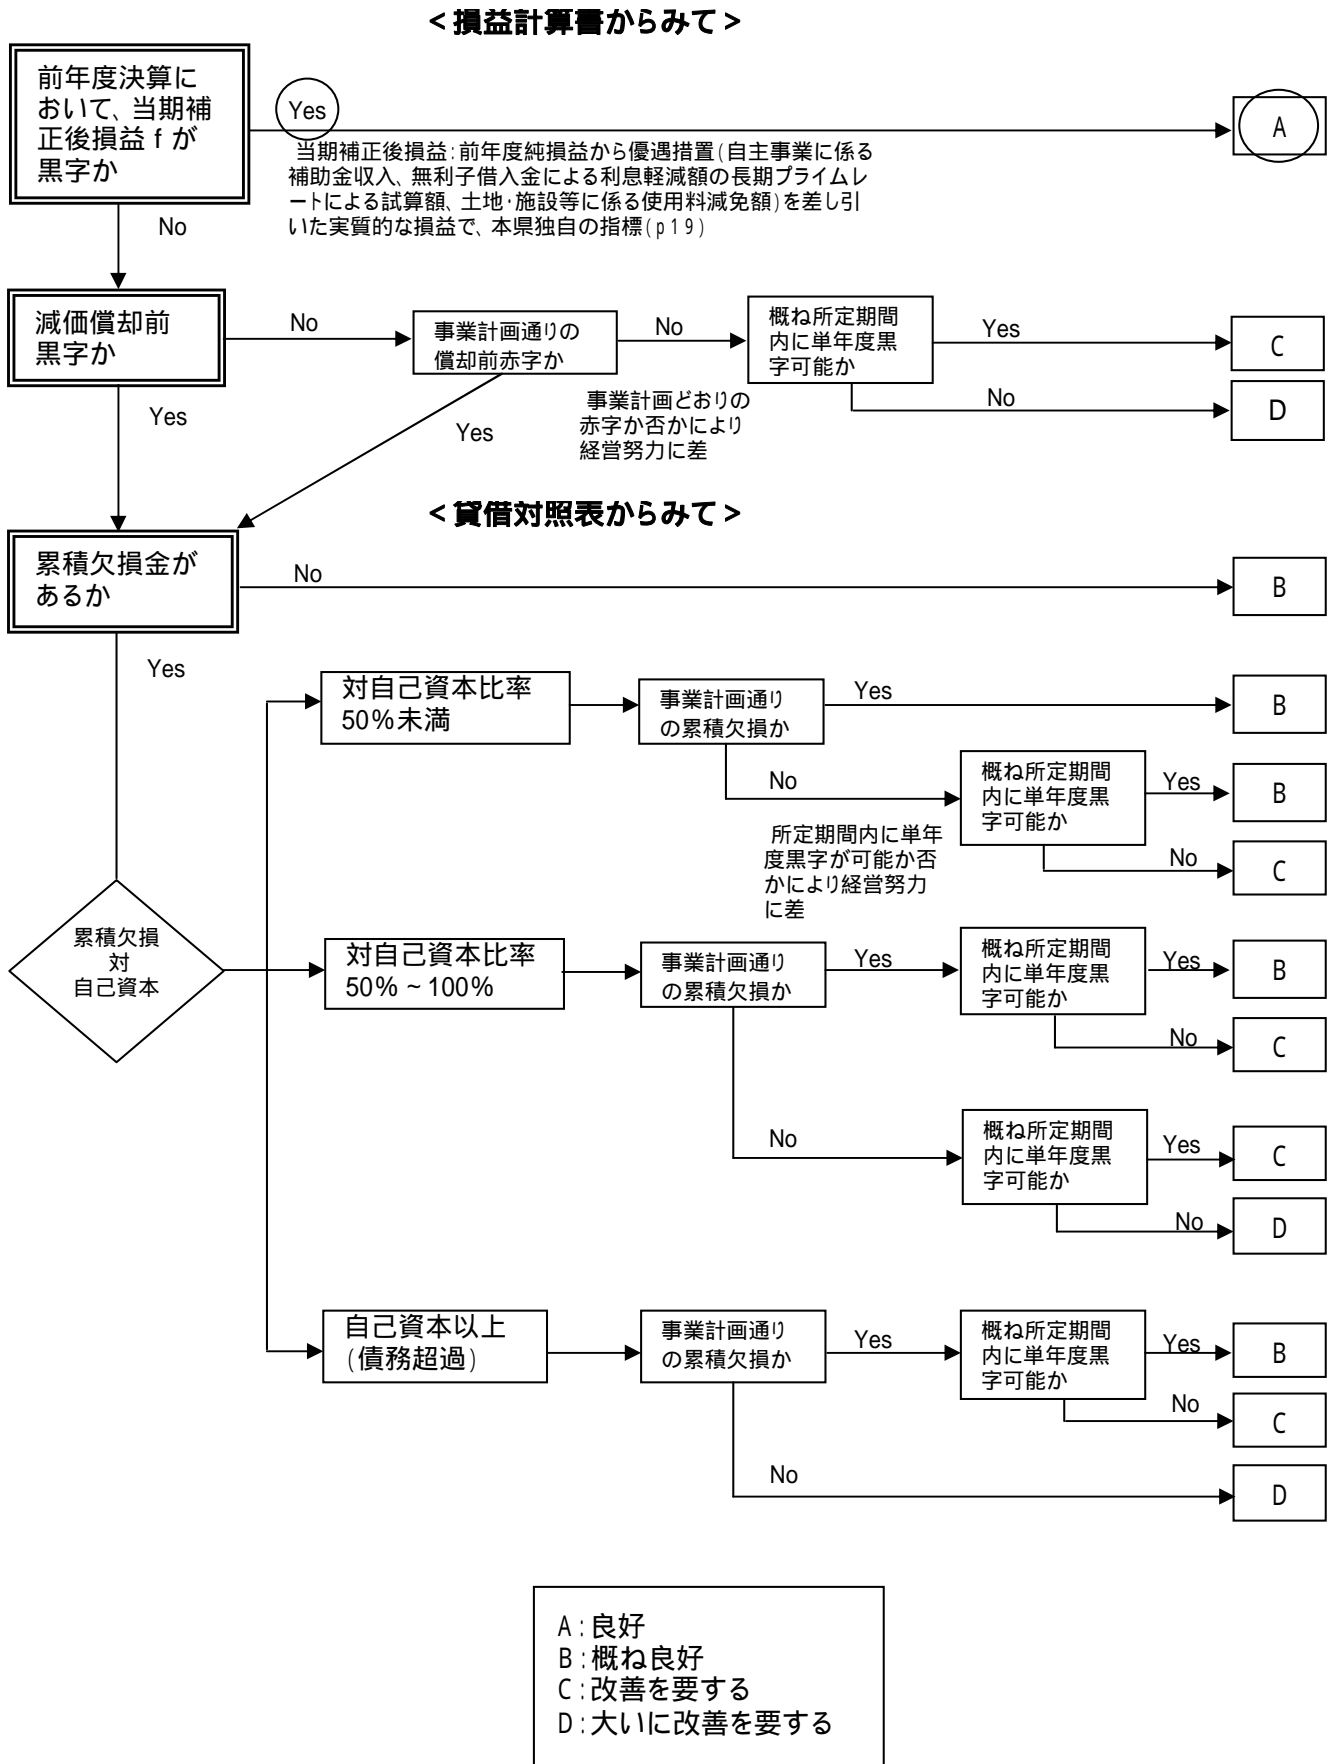 ＜損益計算書からみて＞
前年度決算に
おいて、当期補
正後損益 f が
黒字か
Yes
A
当期補正後損益：前年度純損益から優遇措置(自主事業に係る
補助金収入、無利子借入金による利息軽減額の長期プライムレ
ートによる試算額、土地・施設等に係る使用料減免額)を差し引
いた実質的な損益で、本県独自の指標(p19)
No
減価償却前
黒字か
No
事業計画通りの
償却前赤字か
No
概ね所定期間
内に単年度黒
字可能か
Yes
C
No
D
Yes
Yes
事業計画どおりの
赤字か否かにより
経営努力に差
＜貸借対照表からみて＞
累積欠損金が
あるか
No
B
Yes
対自己資本比率
50％未満
事業計画通り
の累積欠損か
Yes
B
No
概ね所定期間
内に単年度黒
字可能か
Yes
B
No
C
所定期間内に単年
度黒字が可能か否
かにより経営努力
に差
累積欠損
対
自己資本
対自己資本比率
50％～100％
事業計画通り
の累積欠損か
Yes
概ね所定期間
内に単年度黒
字可能か
Yes
B
No
C
No
概ね所定期間
内に単年度黒
字可能か
Yes
C
No
D
自己資本以上
(債務超過)
事業計画通り
の累積欠損か
Yes
概ね所定期間
内に単年度黒
字可能か
Yes
B
No
C
No
D
A：良好
B：概ね良好
C：改善を要する
D：大いに改善を要する